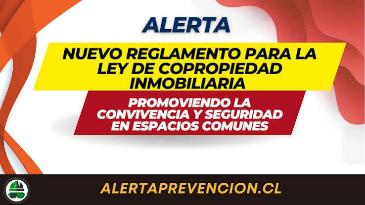 ALERTA
NUEVO REGLAMENTO PARA LA
LEY DE COPROPIEDAD
INMOBILIARIA
PROMOVIENDO LA
CONVIVENCIA Y SEGURIDAD
EN ESPACIOS COMUNES
ALERTAPREVENCION.CL